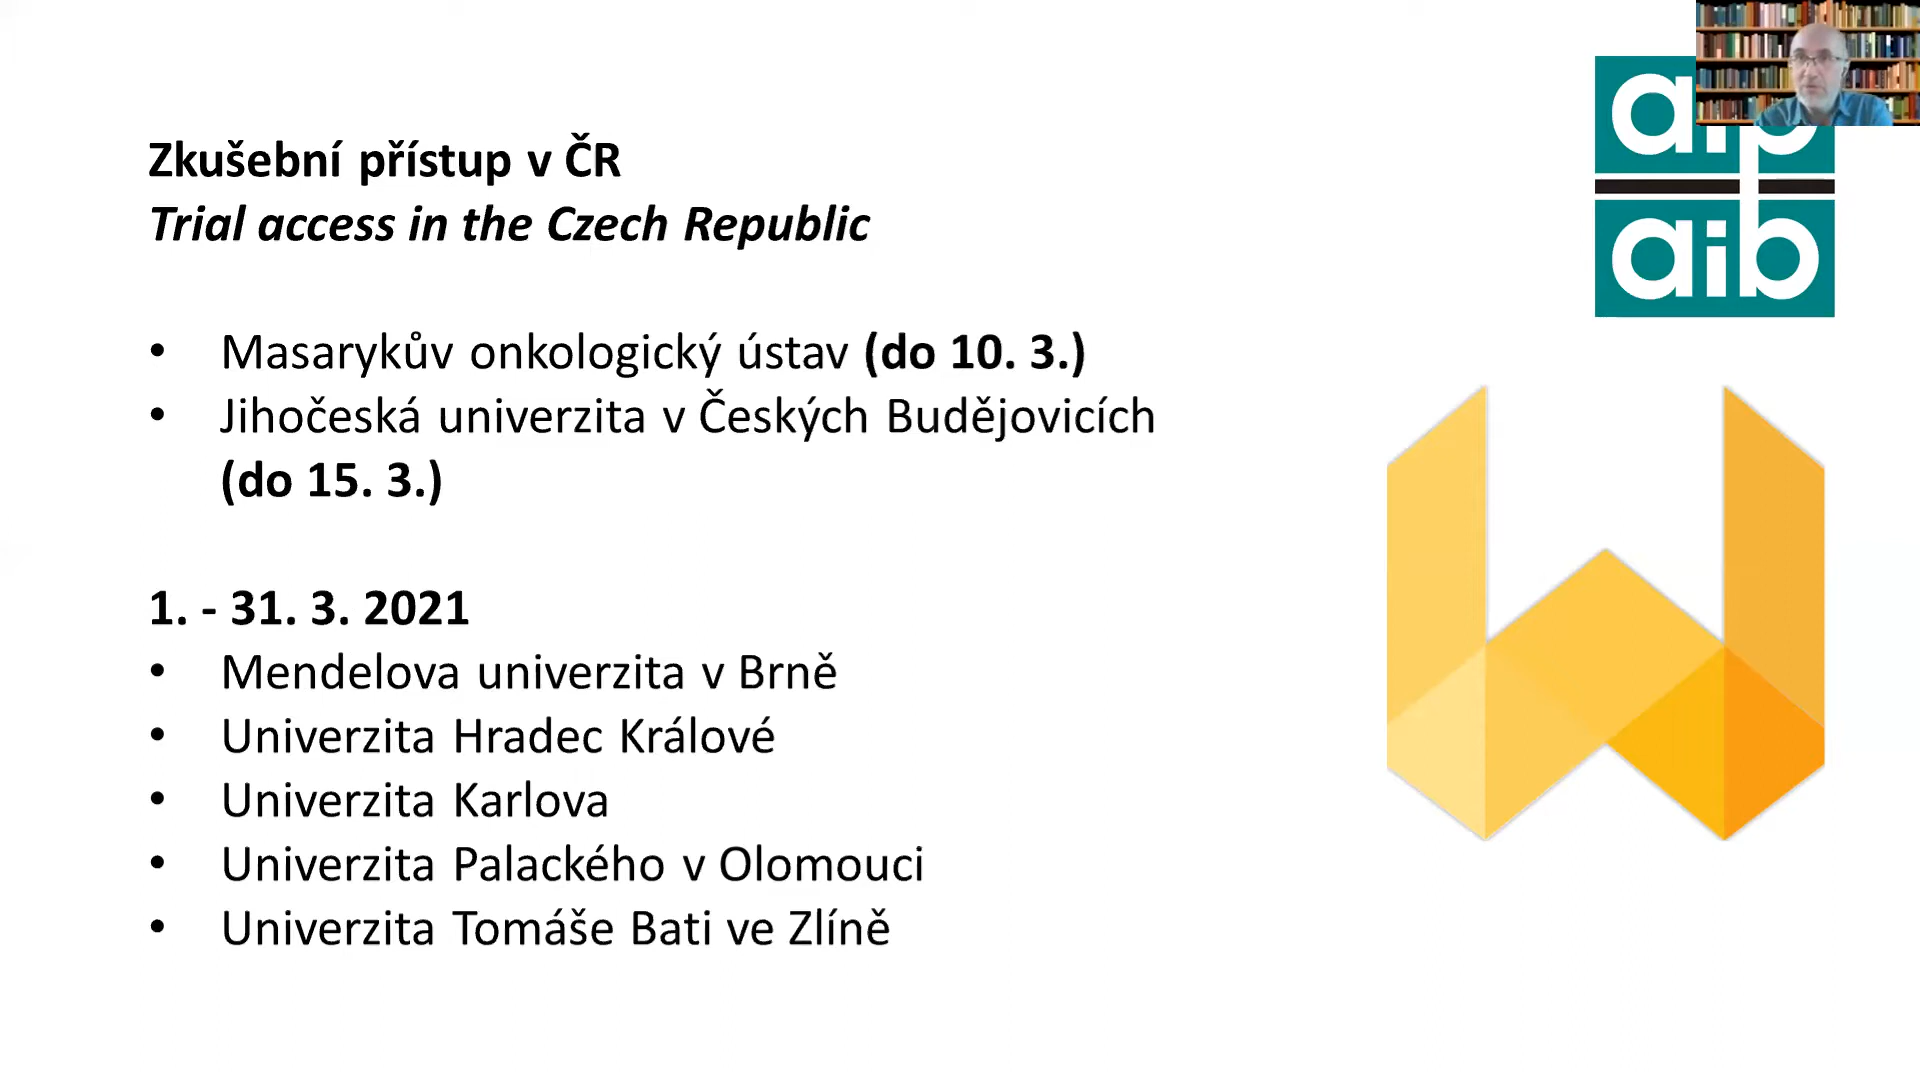 Zkušební přístup v ČR
Trial access in the Czech Republic
• Masarykův onkologický ústav (do 10. 3.)
• Jihočeská univerzita v Českých Budějovicích
(do 15. 3.)
1. - 31. 3. 2021
• Mendelova univerzita v Brně
• Univerzita Hradec Králové
• Univerzita Karlova
• Univerzita Palackého v Olomouci
• Univerzita Tomáše Bati ve Zlíně
aip
aib